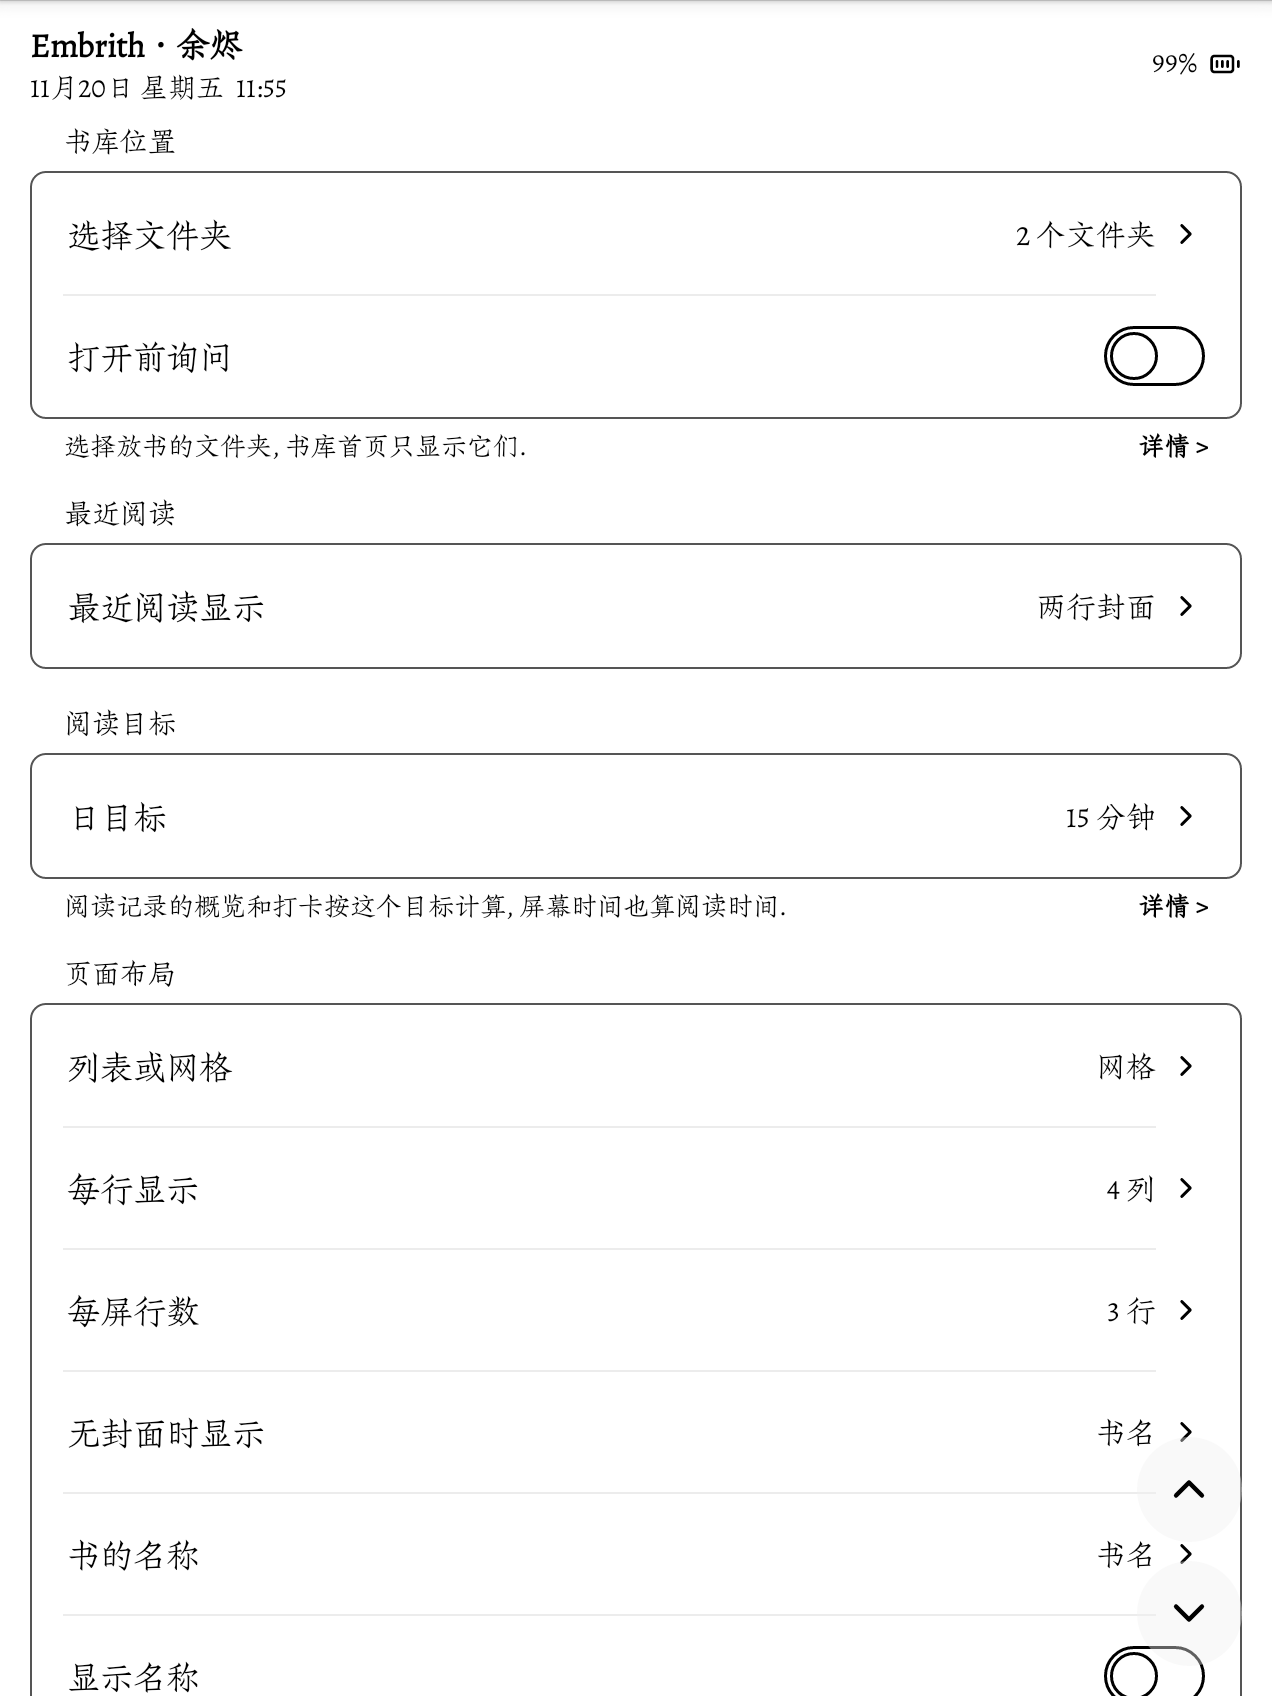 Embrith · 余烬
11月20日 星期五 11:55
99%
书库位置
选择文件夹 2 个文件夹
打开前询问
选择放书的文件夹, 书库首页只显示它们. 详情 >
最近阅读
最近阅读显示 两行封面
阅读目标
日目标 15 分钟
阅读记录的概览和打卡按这个目标计算, 屏幕时间也算阅读时间. 详情 >
页面布局
列表或网格 网格
每行显示 4 列
每屏行数 3 行
无封面时显示 书名
书的名称 书名
显示名称